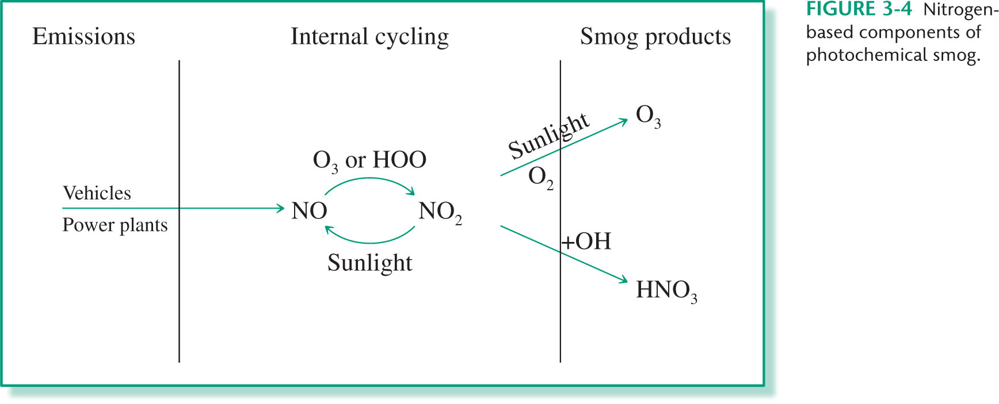 Emissions
Internal cycling
Smog products
Vehicles
Power plants
O₃ or HOO
NO
NO₂
Sunlight
Sunlight
O₂
O₃
+OH
HNO₃
FIGURE 3-4 Nitrogen-
based components of
photochemical smog.